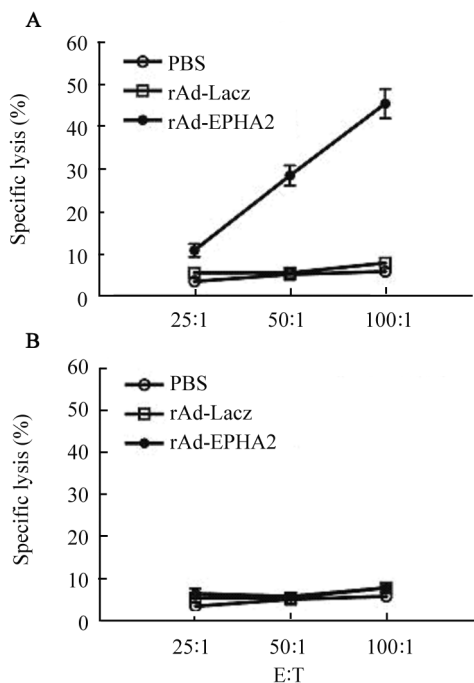 A
60
50
40
30
20
10
0
Specific lysis (%)
PBS
rAd-Lacz
rAd-EPHA2
25:1 50:1 100:1
B
60
50
40
30
20
10
0
Specific lysis (%)
PBS
rAd-Lacz
rAd-EPHA2
25:1 50:1 100:1
E:T